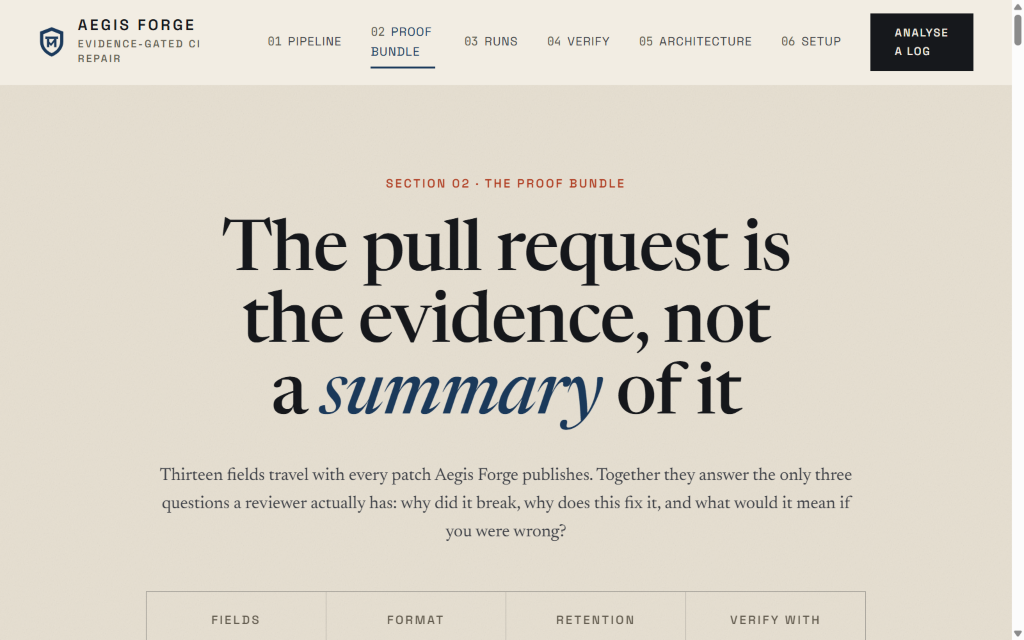 AEGIS FORGE
EVIDENCE-GATED CI
REPAIR
01 PIPELINE
02 PROOF
BUNDLE
03 RUNS
04 VERIFY
05 ARCHITECTURE
06 SETUP
ANALYSE
A LOG
SECTION 02 · THE PROOF BUNDLE
The pull request is
the evidence, not
a summary of it
Thirteen fields travel with every patch Aegis Forge publishes. Together they answer the only three
questions a reviewer actually has: why did it break, why does this fix it, and what would it mean if
you were wrong?
FIELDS
FORMAT
RETENTION
VERIFY WITH